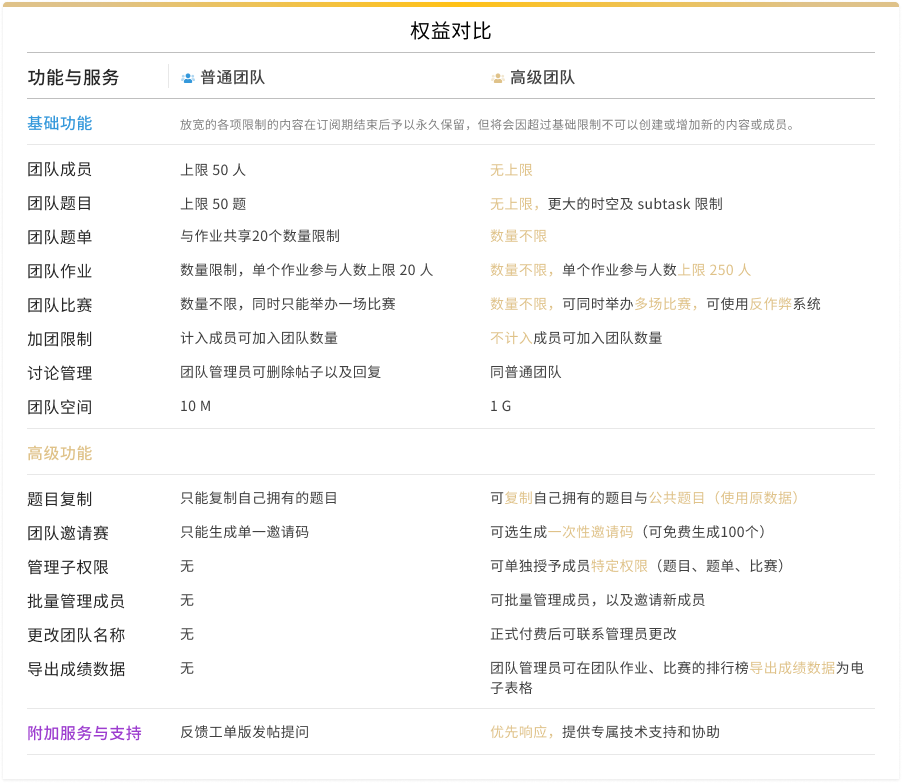 权益对比
功能与服务 普通团队 高级团队
基础功能 放宽的各项限制的内容在订阅期结束后予以永久保留，但将会因超过基础限制不可以创建或增加新的内容或成员。
团队成员 上限 50 人 无上限
团队题目 上限 50 题 无上限，更大的时空及 subtask 限制
团队题单 与作业共享20个数量限制 数量不限
团队作业 数量限制，单个作业参与人数上限 20 人 数量不限，单个作业参与人数上限 250 人
团队比赛 数量不限，同时只能举办一场比赛 数量不限，可同时举办多场比赛，可使用反作弊系统
加团限制 计入成员可加入团队数量 不计入成员可加入团队数量
讨论管理 团队管理员可删除帖子以及回复 同普通团队
团队空间 10 M 1 G
高级功能
题目复制 只能复制自己拥有的题目 可复制自己拥有的题目与公共题目（使用原数据）
团队邀请赛 只能生成单一邀请码 可选生成一次性邀请码（可免费生成100个）
管理子权限 无 可单独授予成员特定权限（题目、题单、比赛）
批量管理成员 无 可批量管理成员，以及邀请新成员
更改团队名称 无 正式付费后可联系管理员更改
导出成绩数据 无 团队管理员可在团队作业、比赛的排行榜导出成绩数据为电
子表格
附加服务与支持 反馈工单版发帖提问 优先响应，提供专属技术支持和协助